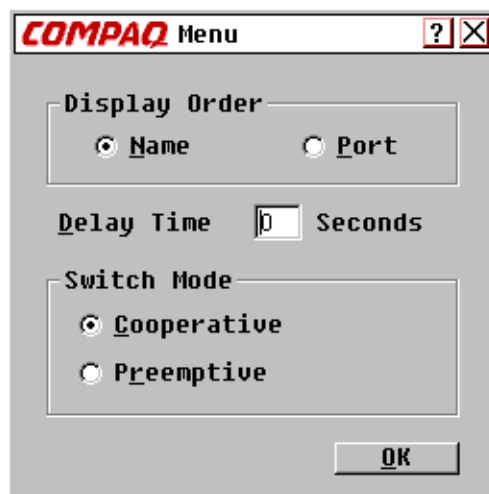 COMPAQ Menu ? X
Display Order
Name Port
Delay Time 0 Seconds
Switch Mode
Cooperative
Preemptive
OK